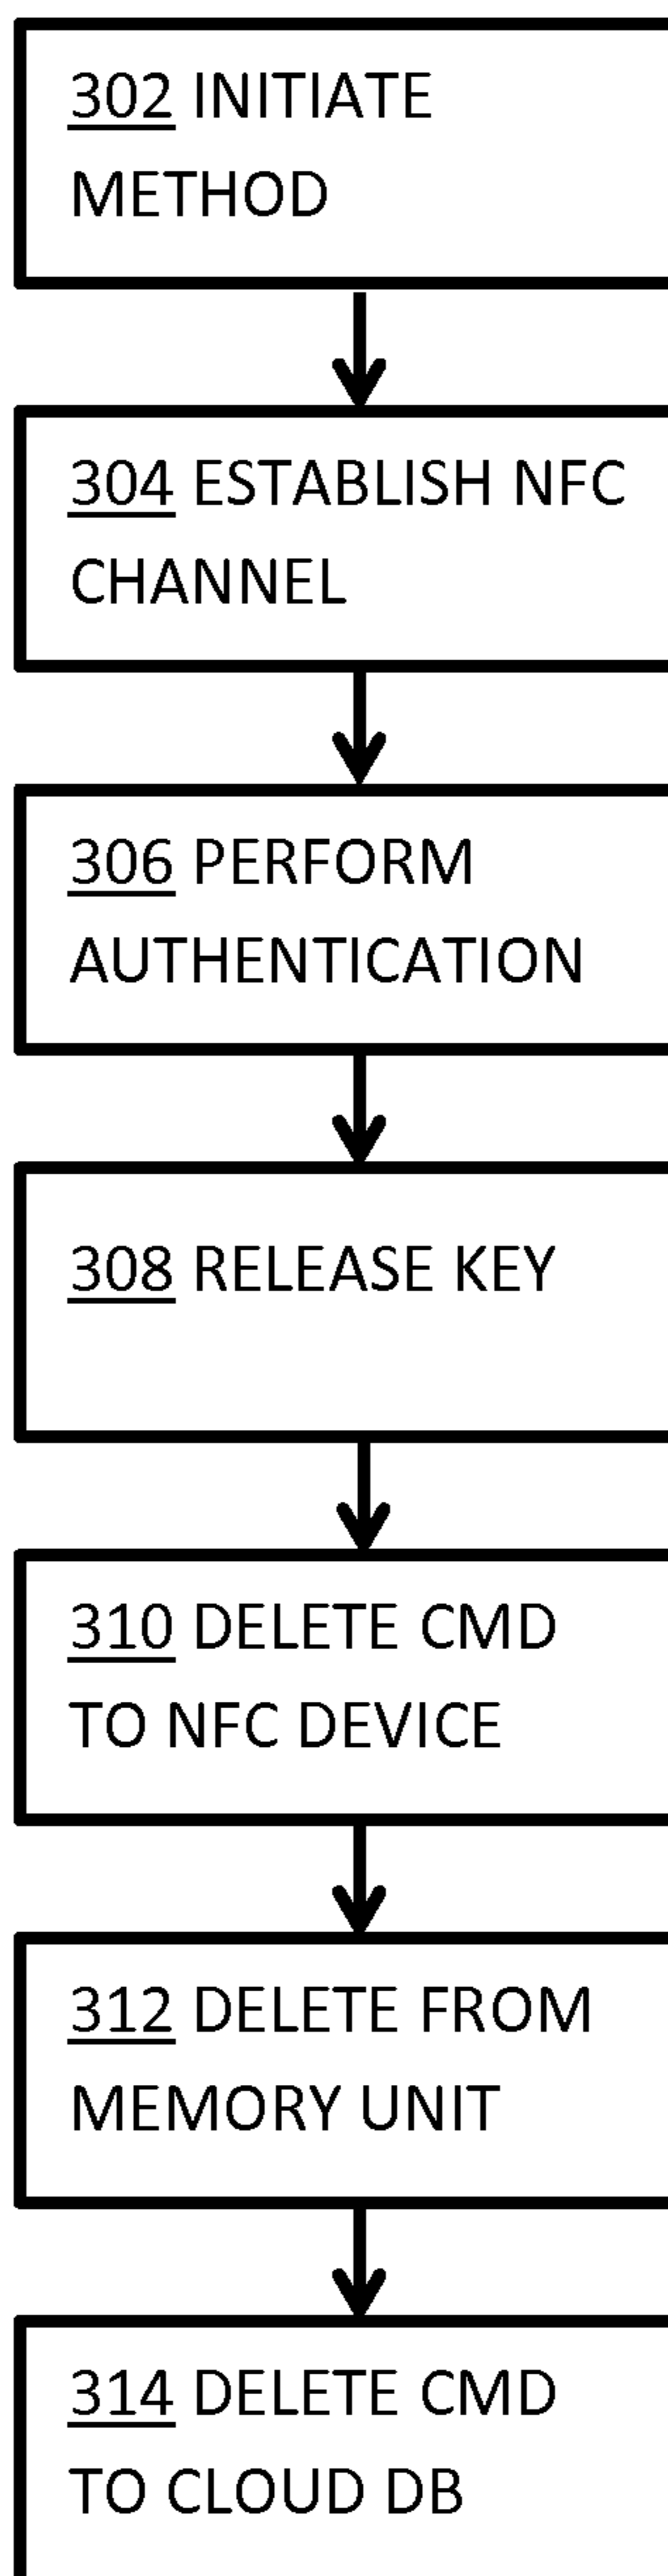 302 INITIATE
METHOD
304 ESTABLISH NFC
CHANNEL
306 PERFORM
AUTHENTICATION
308 RELEASE KEY
310 DELETE CMD
TO NFC DEVICE
312 DELETE FROM
MEMORY UNIT
314 DELETE CMD
TO CLOUD DB